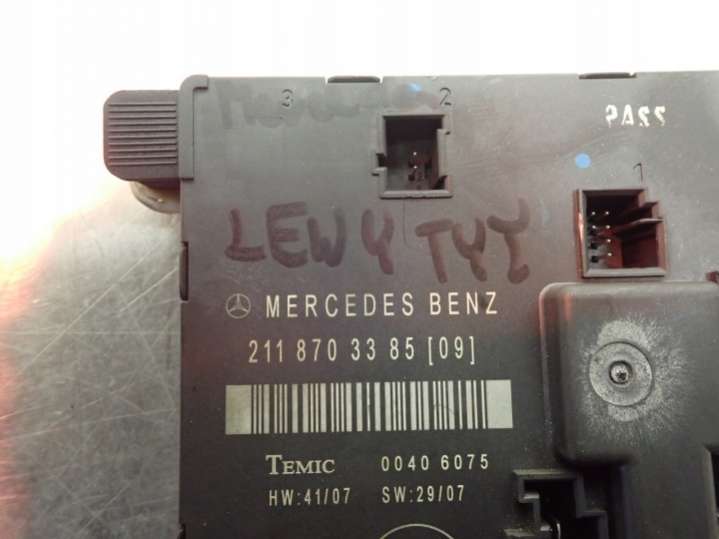 3 2
PASS
1
LEWY TYŁ
MERCEDES BENZ
211 870 33 85 [09]
TEMIC 0040 6075
HW:41/07 SW:29/07